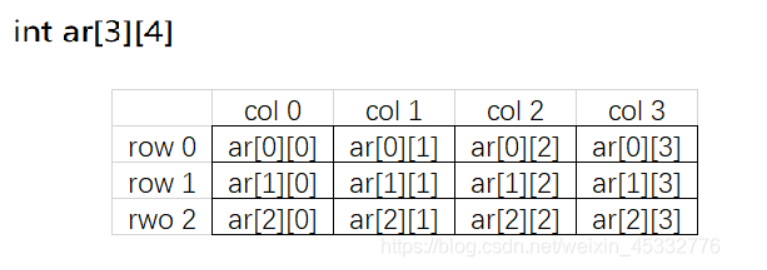 int ar[3][4]
col 0 col 1 col 2 col 3
row 0 ar[0][0] ar[0][1] ar[0][2] ar[0][3]
row 1 ar[1][0] ar[1][1] ar[1][2] ar[1][3]
rwo 2 ar[2][0] ar[2][1] ar[2][2] ar[2][3]
https://blog.csdn.net/weixin_45332776